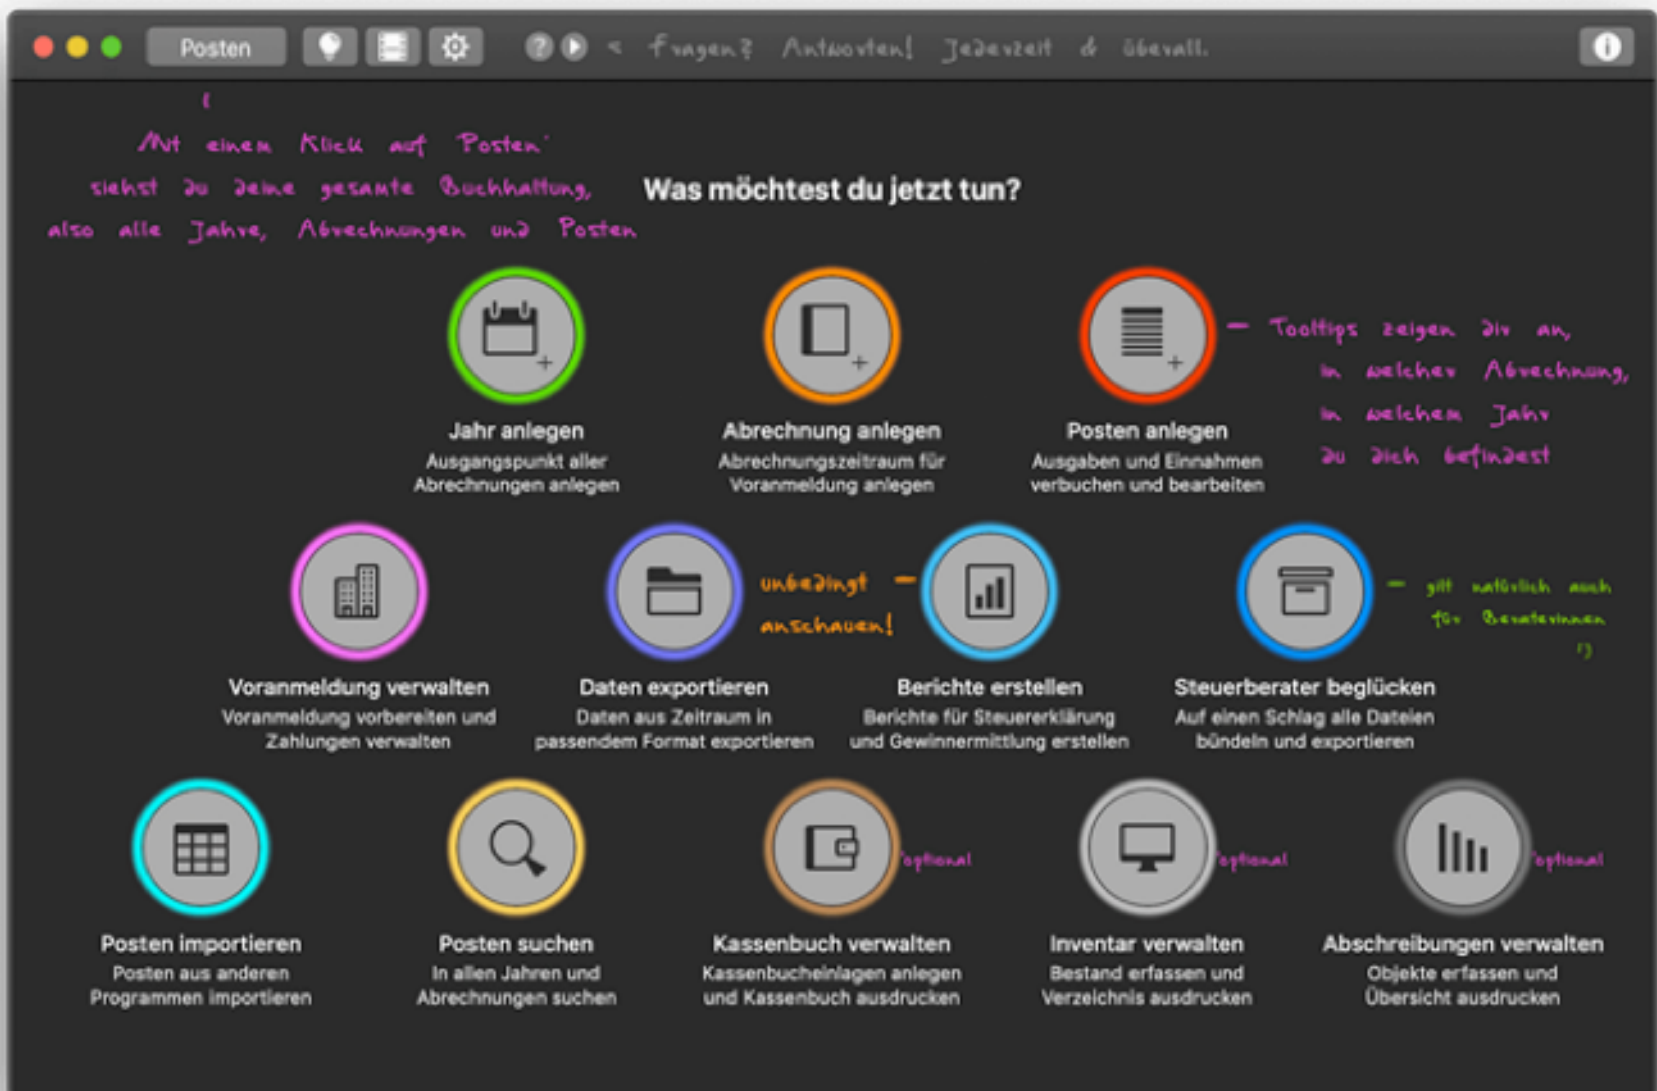 Posten
? < Fragen? Antworten! Jederzeit & überall.
Mit einem Klick auf 'Posten'
siehst du deine gesamte Buchhaltung,
also alle Jahre, Abrechnungen und Posten
Was möchtest du jetzt tun?
Jahr anlegen
Ausgangspunkt aller
Abrechnungen anlegen
Abrechnung anlegen
Abrechnungszeitraum für
Voranmeldung anlegen
Posten anlegen
Ausgaben und Einnahmen
verbuchen und bearbeiten
– Tooltips zeigen dir an,
in welcher Abrechnung,
in welchem Jahr
du dich befindest
Voranmeldung verwalten
Voranmeldung vorbereiten und
Zahlungen verwalten
Daten exportieren
Daten aus Zeitraum in
passendem Format exportieren
unbedingt –
anschauen!
Berichte erstellen
Berichte für Steuererklärung
und Gewinnermittlung erstellen
Steuerberater beglücken
Auf einen Schlag alle Dateien
bündeln und exportieren
– gilt natürlich auch
für Beraterinnen
;)
Posten importieren
Posten aus anderen
Programmen importieren
Posten suchen
In allen Jahren und
Abrechnungen suchen
Kassenbuch verwalten
Kassenbucheinlagen anlegen
und Kassenbuch ausdrucken
'optional
Inventar verwalten
Bestand erfassen und
Verzeichnis ausdrucken
'optional
Abschreibungen verwalten
Objekte erfassen und
Übersicht ausdrucken
'optional